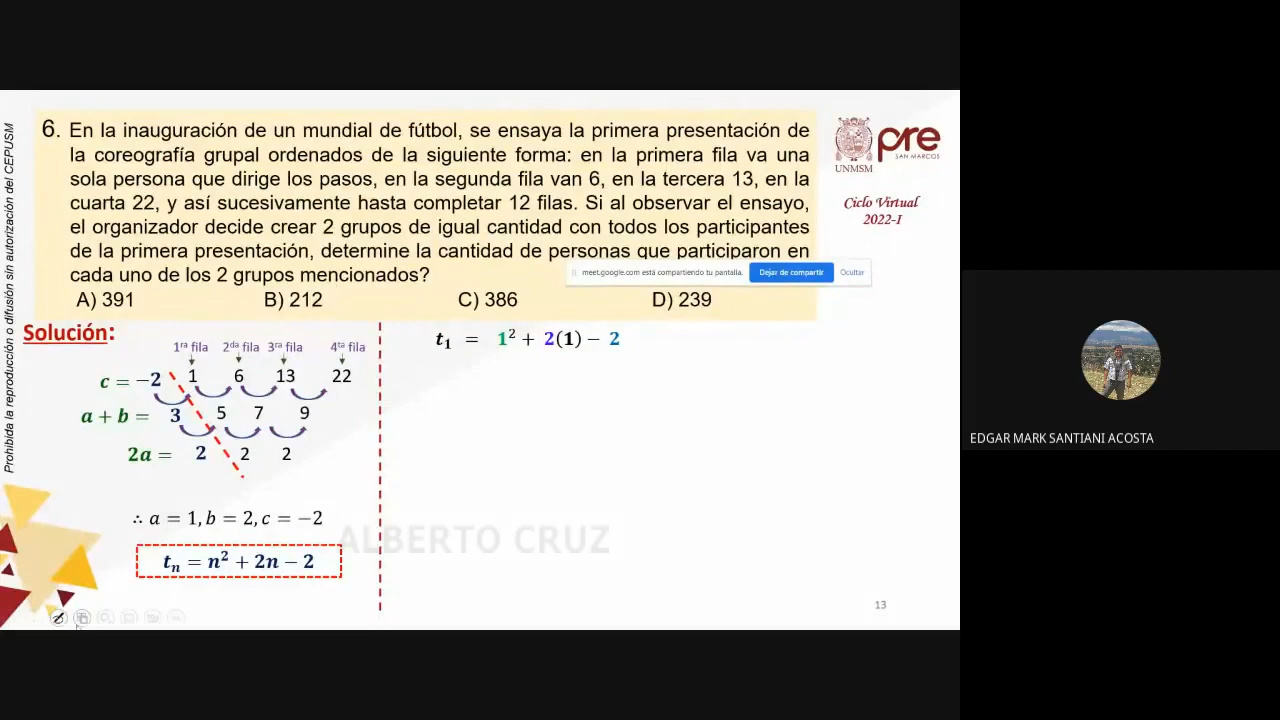 6. En la inauguración de un mundial de fútbol, se ensaya la primera presentación de
la coreografía grupal ordenados de la siguiente forma: en la primera fila va una
sola persona que dirige los pasos, en la segunda fila van 6, en la tercera 13, en la
cuarta 22, y así sucesivamente hasta completar 12 filas. Si al observar el ensayo,
el organizador decide crear 2 grupos de igual cantidad con todos los participantes
de la primera presentación, determine la cantidad de personas que participaron en
cada uno de los 2 grupos mencionados?
A) 391 B) 212 C) 386 D) 239
meet.google.com está compartiendo tu pantalla. Dejar de compartir Ocultar
UNMSM
pre
SAN MARCOS
Ciclo Virtual
2022-I
Prohibida la reproducción o difusión sin autorización del CEPUSM
Solución:
1ra fila 2da fila 3ra fila 4ta fila
c = −2 1 6 13 22
a + b = 3 5 7 9
2a = 2 2 2
∴ a = 1, b = 2, c = −2
tₙ = n² + 2n − 2
t₁ = 1² + 2(1) − 2
ALBERTO CRUZ
13
EDGAR MARK SANTIANI ACOSTA